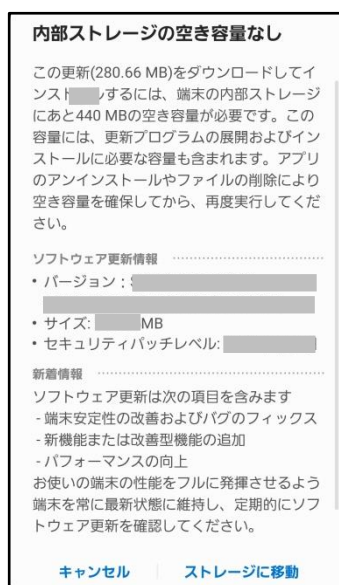 内部ストレージの空き容量なし
この更新(280.66 MB)をダウンロードしてイ
ンス するには、端末の内部ストレージ
にあと440 MBの空き容量が必要です。この
容量には、更新プログラムの展開およびイン
ストールに必要な容量も含まれます。アプリ
のアンインストールやファイルの削除により
空き容量を確保してから、再度実行してくだ
さい。
ソフトウェア更新情報
• バージョン :
• サイズ: MB
• セキュリティパッチレベル:
新着情報
ソフトウェア更新は次の項目を含みます
- 端末安定性の改善およびバグのフィックス
- 新機能または改善型機能の追加
- パフォーマンスの向上
お使いの端末の性能をフルに発揮させるよう
端末を常に最新状態に維持し、定期的にソフ
トウェア更新を確認してください。
キャンセル ストレージに移動